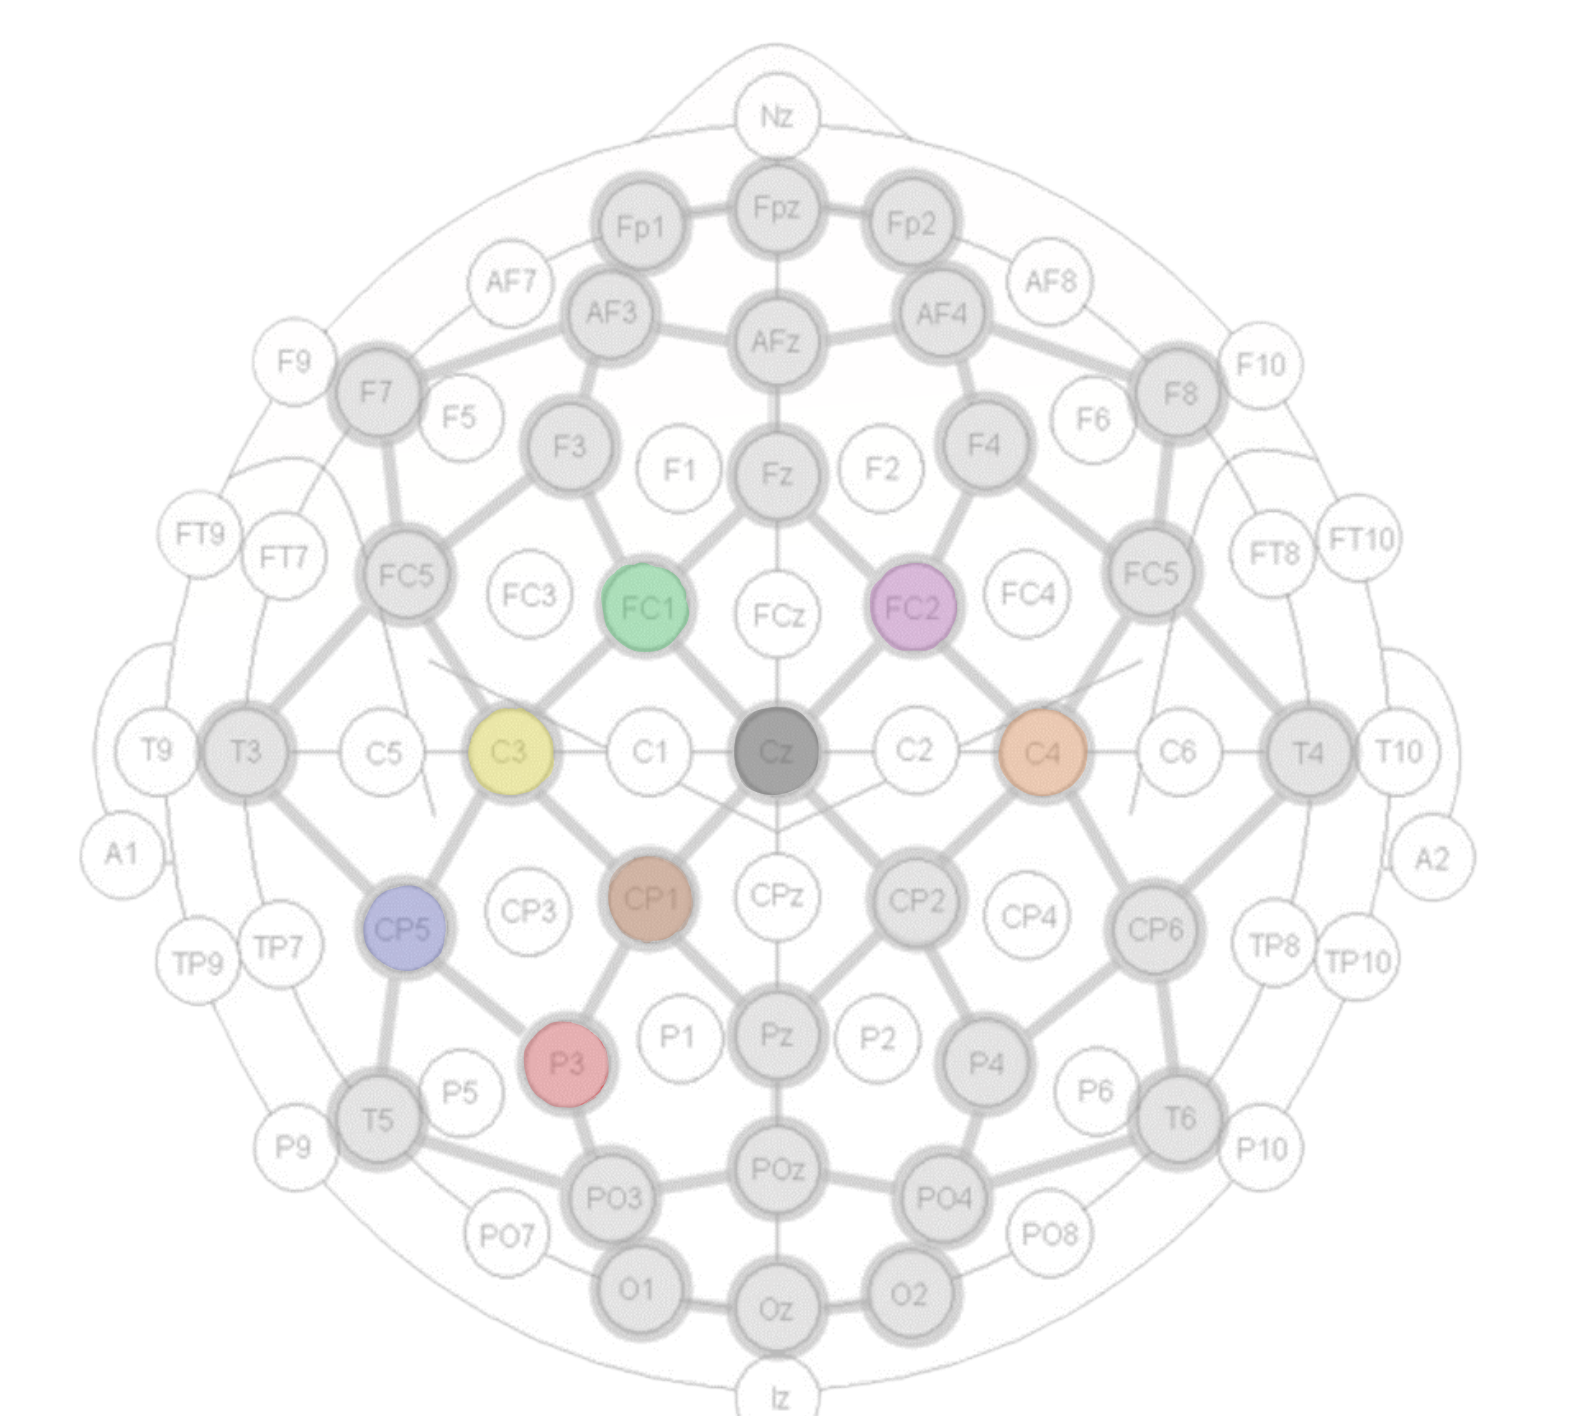 Nz
Fp1 Fpz Fp2
AF7 AF3 AFz AF4 AF8
F9 F7 F5 F3 F1 Fz F2 F4 F6 F8 F10
FT9 FT7 FC5 FC3 FC1 FCz FC2 FC4 FC5 FT8 FT10
T9 T3 C5 C3 C1 Cz C2 C4 C6 T4 T10
A1 A2
TP9 TP7 CP5 CP3 CP1 CPz CP2 CP4 CP6 TP8 TP10
P9 T5 P5 P3 P1 Pz P2 P4 P6 T6 P10
PO7 PO3 POz PO4 PO8
O1 Oz O2
Iz